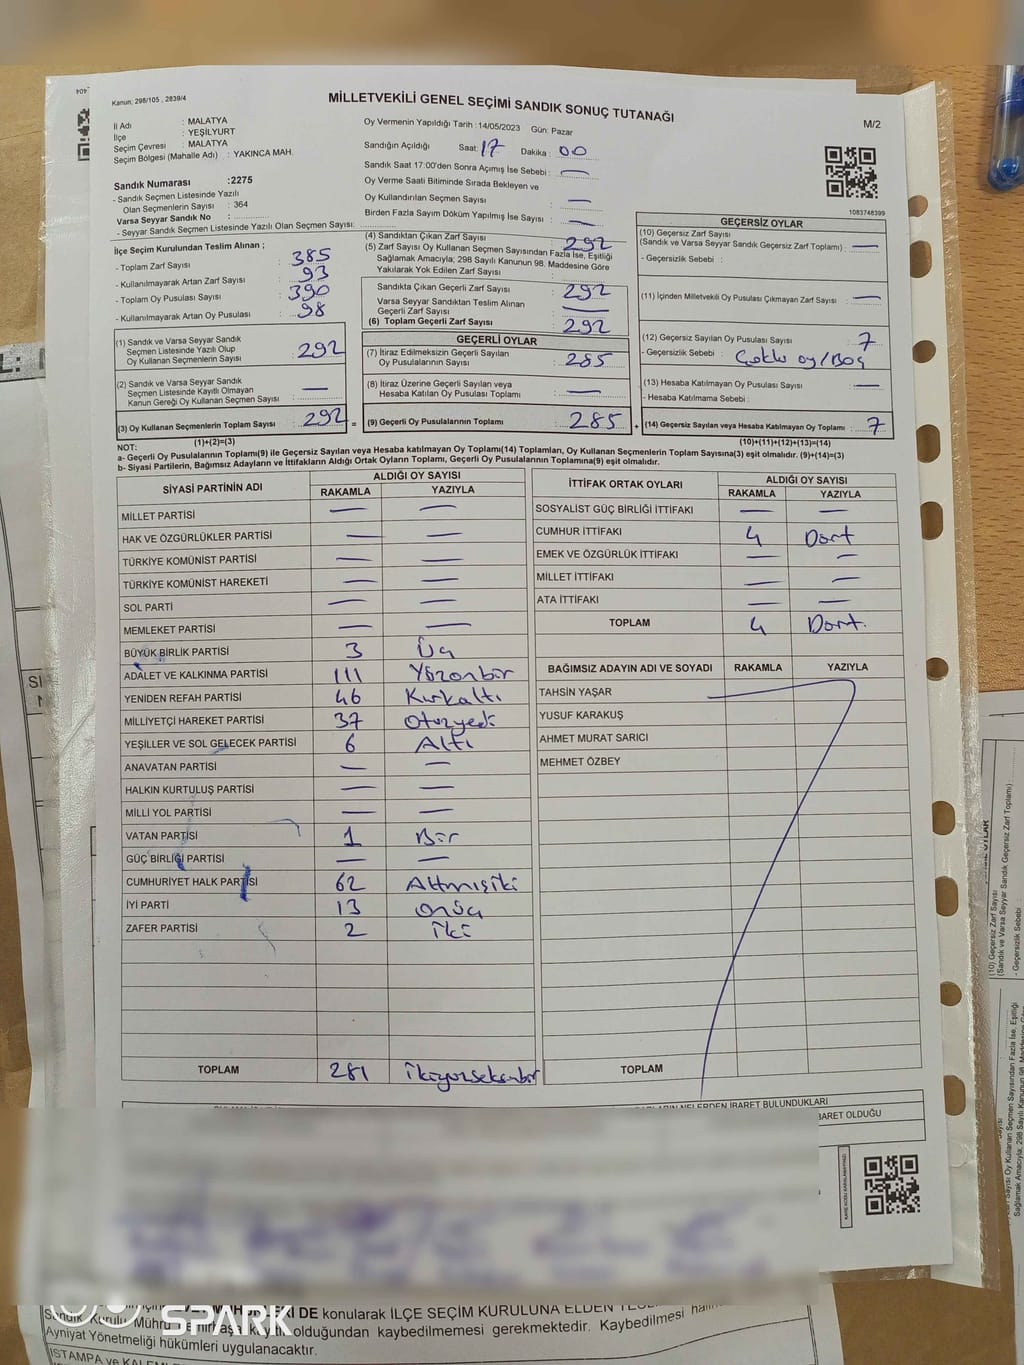 Kanun; 298/105 , 2839/4
MİLLETVEKİLİ GENEL SEÇİMİ SANDIK SONUÇ TUTANAĞI
M/2
İl Adı : MALATYA
İlçe : YEŞİLYURT
Seçim Çevresi : MALATYA
Seçim Bölgesi (Mahalle Adı) : YAKINCA MAH.
Sandık Numarası :2275
- Sandık Seçmen Listesinde Yazılı
Olan Seçmenlerin Sayısı : 364
Varsa Seyyar Sandık No :
- Seyyar Sandık Seçmen Listesinde Yazılı Olan Seçmen Sayısı:
Oy Vermenin Yapıldığı Tarih :14/05/2023 Gün: Pazar
Sandığın Açıldığı Saat: 17 Dakika : 00
Sandık Saat 17:00'den Sonra Açılmış İse Sebebi : —
Oy Verme Saati Bitiminde Sırada Bekleyen ve
Oy Kullandırılan Seçmen Sayısı : —
Birden Fazla Sayım Döküm Yapılmış İse Sayısı : —
1083748399
İlçe Seçim Kurulundan Teslim Alınan ;
- Toplam Zarf Sayısı : 385
- Kullanılmayarak Artan Zarf Sayısı : 93
- Toplam Oy Pusulası Sayısı : 390
- Kullanılmayarak Artan Oy Pusulası : 98
(4) Sandıktan Çıkan Zarf Sayısı : 292
(5) Zarf Sayısı Oy Kullanan Seçmen Sayısından Fazla İse, Eşitliği
Sağlamak Amacıyla; 298 Sayılı Kanunun 98. Maddesine Göre
Yakılarak Yok Edilen Zarf Sayısı :
Sandıkta Çıkan Geçerli Zarf Sayısı : 292
Varsa Seyyar Sandıktan Teslim Alınan
Geçerli Zarf Sayısı : —
(6) Toplam Geçerli Zarf Sayısı : 292
GEÇERSİZ OYLAR
(10) Geçersiz Zarf Sayısı
(Sandık ve Varsa Seyyar Sandık Geçersiz Zarf Toplamı) : —
- Geçersizlik Sebebi :
(11) İçinden Milletvekili Oy Pusulası Çıkmayan Zarf Sayısı : —
(12) Geçersiz Sayılan Oy Pusulası Sayısı : 7
- Geçersizlik Sebebi : Çoklu oy/Boş
(13) Hesaba Katılmayan Oy Pusulası Sayısı : —
- Hesaba Katılmama Sebebi :
(14) Geçersiz Sayılan veya Hesaba Katılmayan Oy Toplamı : 7
(1) Sandık ve Varsa Seyyar Sandık
Seçmen Listesinde Yazılı Olup
Oy Kullanan Seçmenlerin Sayısı : 292
(2) Sandık ve Varsa Seyyar Sandık
Seçmen Listesinde Kayıtlı Olmayan
Kanun Gereği Oy Kullanan Seçmen Sayısı : —
(3) Oy Kullanan Seçmenlerin Toplam Sayısı : 292 =
GEÇERLİ OYLAR
(7) İtiraz Edilmeksizin Geçerli Sayılan
Oy Pusulalarının Sayısı : 285
(8) İtiraz Üzerine Geçerli Sayılan veya
Hesaba Katılan Oy Pusulası Toplamı : —
(9) Geçerli Oy Pusulalarının Toplamı : 285 +
(1)+(2)=(3)
(10)+(11)+(12)+(13)=(14)
NOT:
a- Geçerli Oy Pusulalarının Toplamı(9) ile Geçersiz Sayılan veya Hesaba katılmayan Oy Toplamı(14) Toplamları, Oy Kullanan Seçmenlerin Toplam Sayısına(3) eşit olmalıdır. (9)+(14)=(3)
b- Siyasi Partilerin, Bağımsız Adayların ve İttifakların Aldığı Ortak Oyların Toplamı, Geçerli Oy Pusulalarının Toplamına(9) eşit olmalıdır.
SİYASİ PARTİNİN ADI ALDIĞI OY SAYISI
RAKAMLA YAZIYLA
MİLLET PARTİSİ — —
HAK VE ÖZGÜRLÜKLER PARTİSİ — —
TÜRKİYE KOMÜNİST PARTİSİ — —
TÜRKİYE KOMÜNİST HAREKETİ — —
SOL PARTİ — —
MEMLEKET PARTİSİ — —
BÜYÜK BİRLİK PARTİSİ 3 Üç
ADALET VE KALKINMA PARTİSİ 111 Yüzonbir
YENİDEN REFAH PARTİSİ 46 Kırkaltı
MİLLİYETÇİ HAREKET PARTİSİ 37 Otuzyedi
YEŞİLLER VE SOL GELECEK PARTİSİ 6 Altı
ANAVATAN PARTİSİ — —
HALKIN KURTULUŞ PARTİSİ — —
MİLLİ YOL PARTİSİ — —
VATAN PARTİSİ 1 Bir
GÜÇ BİRLİĞİ PARTİSİ — —
CUMHURİYET HALK PARTİSİ 62 Altmışiki
İYİ PARTİ 13 onüç
ZAFER PARTİSİ 2 iki
TOPLAM 281 ikiyüzseksenbir
İTTİFAK ORTAK OYLARI ALDIĞI OY SAYISI
RAKAMLA YAZIYLA
SOSYALİST GÜÇ BİRLİĞİ İTTİFAKI — —
CUMHUR İTTİFAKI 4 Dört
EMEK VE ÖZGÜRLÜK İTTİFAKI — —
MİLLET İTTİFAKI — —
ATA İTTİFAKI — —
TOPLAM 4 Dört.
BAĞIMSIZ ADAYIN ADI VE SOYADI RAKAMLA YAZIYLA
TAHSİN YAŞAR
YUSUF KARAKUŞ
AHMET MURAT SARICI
MEHMET ÖZBEY
TOPLAM
NELERDEN İBARET BULUNDUKLARI
BARET OLDUĞU
SPARK
DE konularak İLÇE SEÇİM KURULUNA ELDEN
olduğundan kaybedilmemesi gerekmektedir. Kaybedilmesi
Ayniyat Yönetmeliği hükümleri uygulanacaktır.
ISTAMPA ve